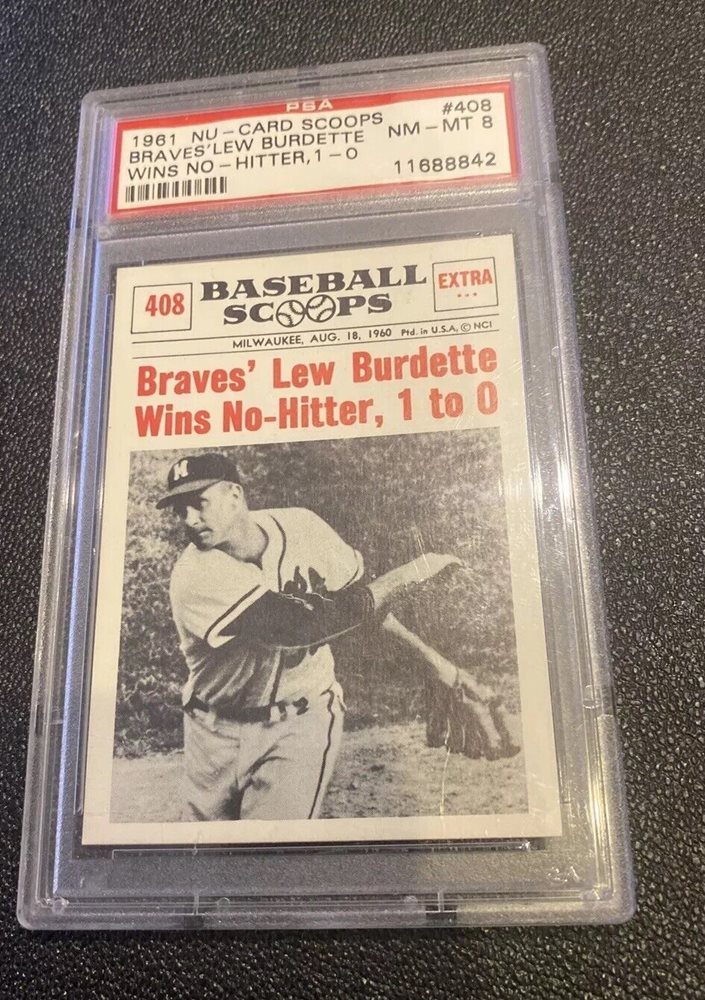 PSA
1961 NU-CARD SCOOPS #408
BRAVES'LEW BURDETTE NM-MT 8
WINS NO-HITTER,1-0 11688842
408 BASEBALL EXTRA
SCOOPS ...
MILWAUKEE, AUG. 18, 1960 Ptd. in U.S.A. © NCI
Braves' Lew Burdette
Wins No-Hitter, 1 to 0
M